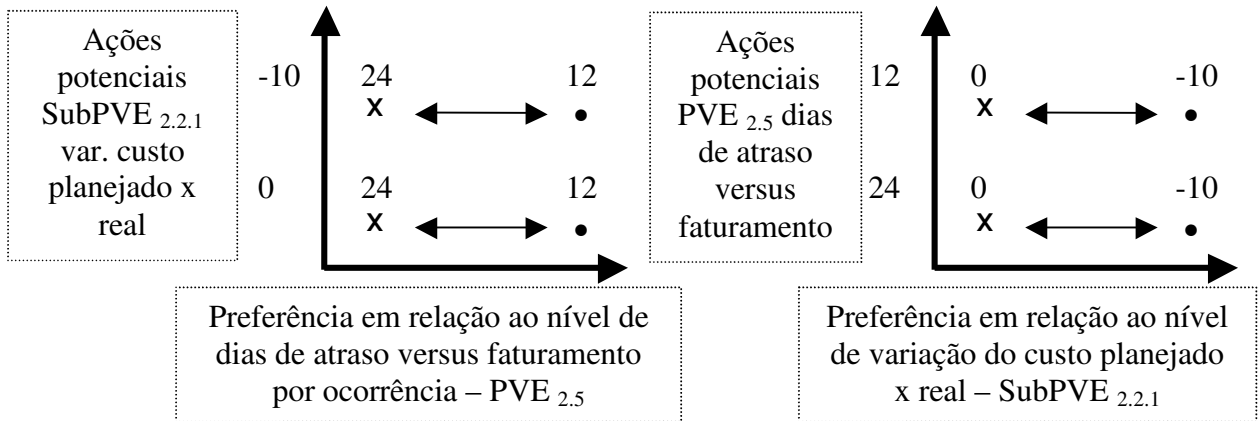 Ações
potenciais
SubPVE 2.2.1
var. custo
planejado x
real
-10 24 12
x •
0 24 12
x •
Preferência em relação ao nível de
dias de atraso versus faturamento
por ocorrência – PVE 2.5
Ações
potenciais
PVE 2.5 dias
de atraso
versus
faturamento
12 0 -10
x •
24 0 -10
x •
Preferência em relação ao nível
de variação do custo planejado
x real – SubPVE 2.2.1